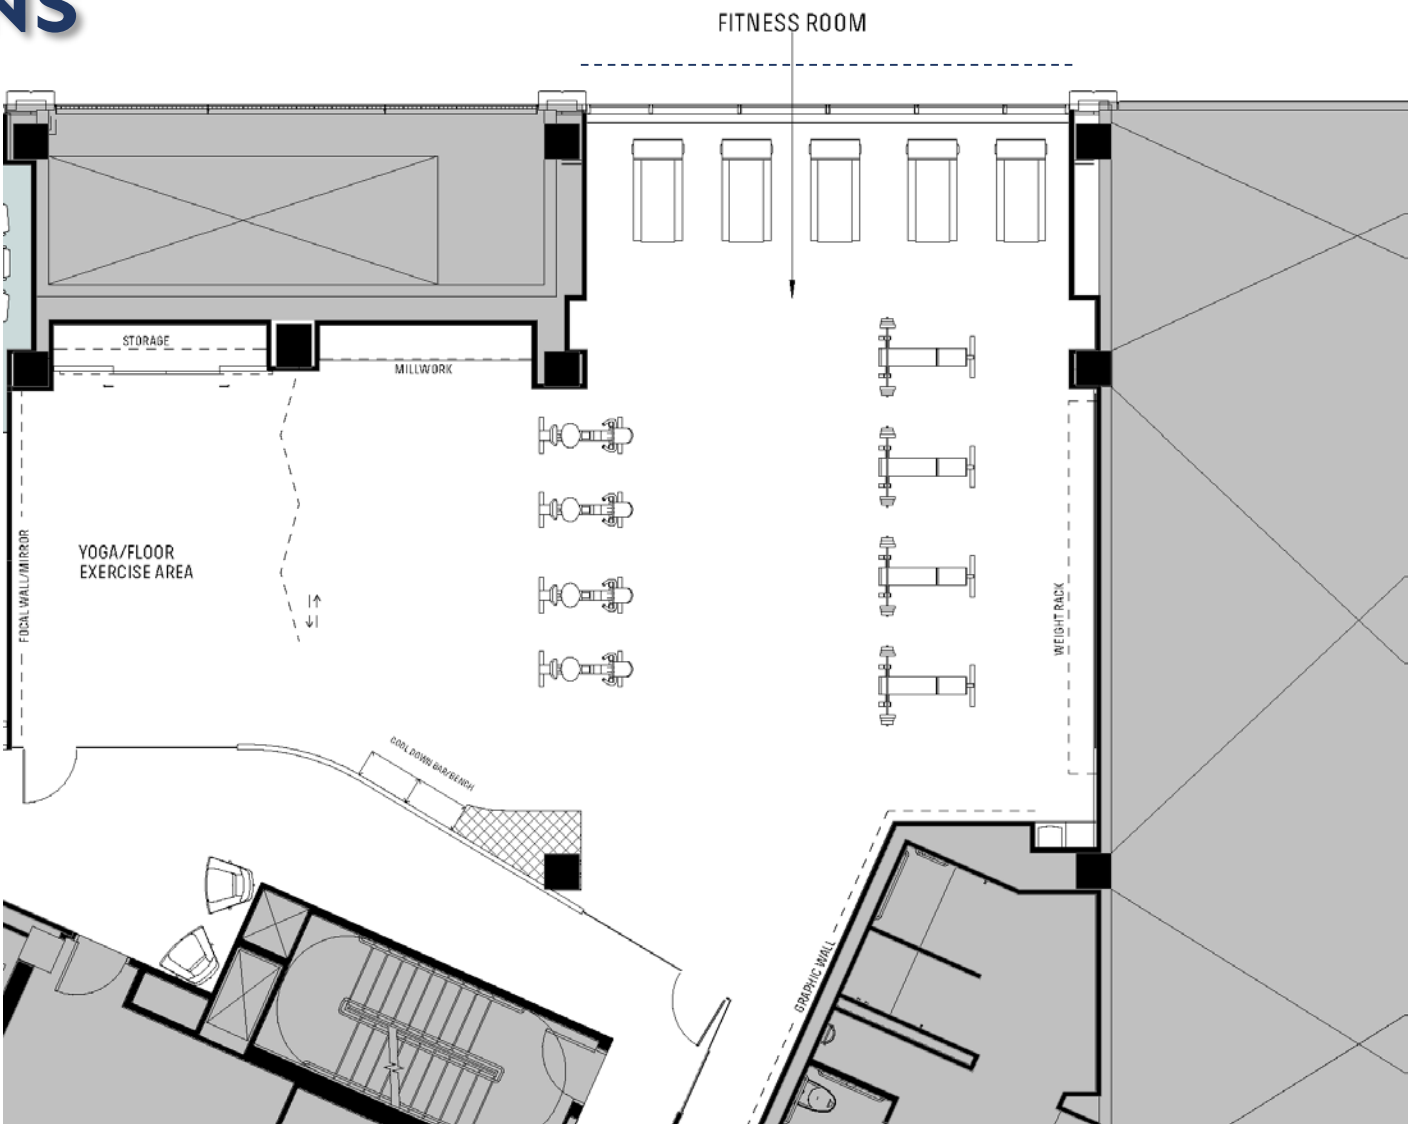 NS
FITNESS ROOM
STORAGE
MILLWORK
YOGA/FLOOR
EXERCISE AREA
FOCAL WALL/MIRROR
WEIGHT RACK
COOL DOWN BAR/BENCH
GRAPHIC WALL